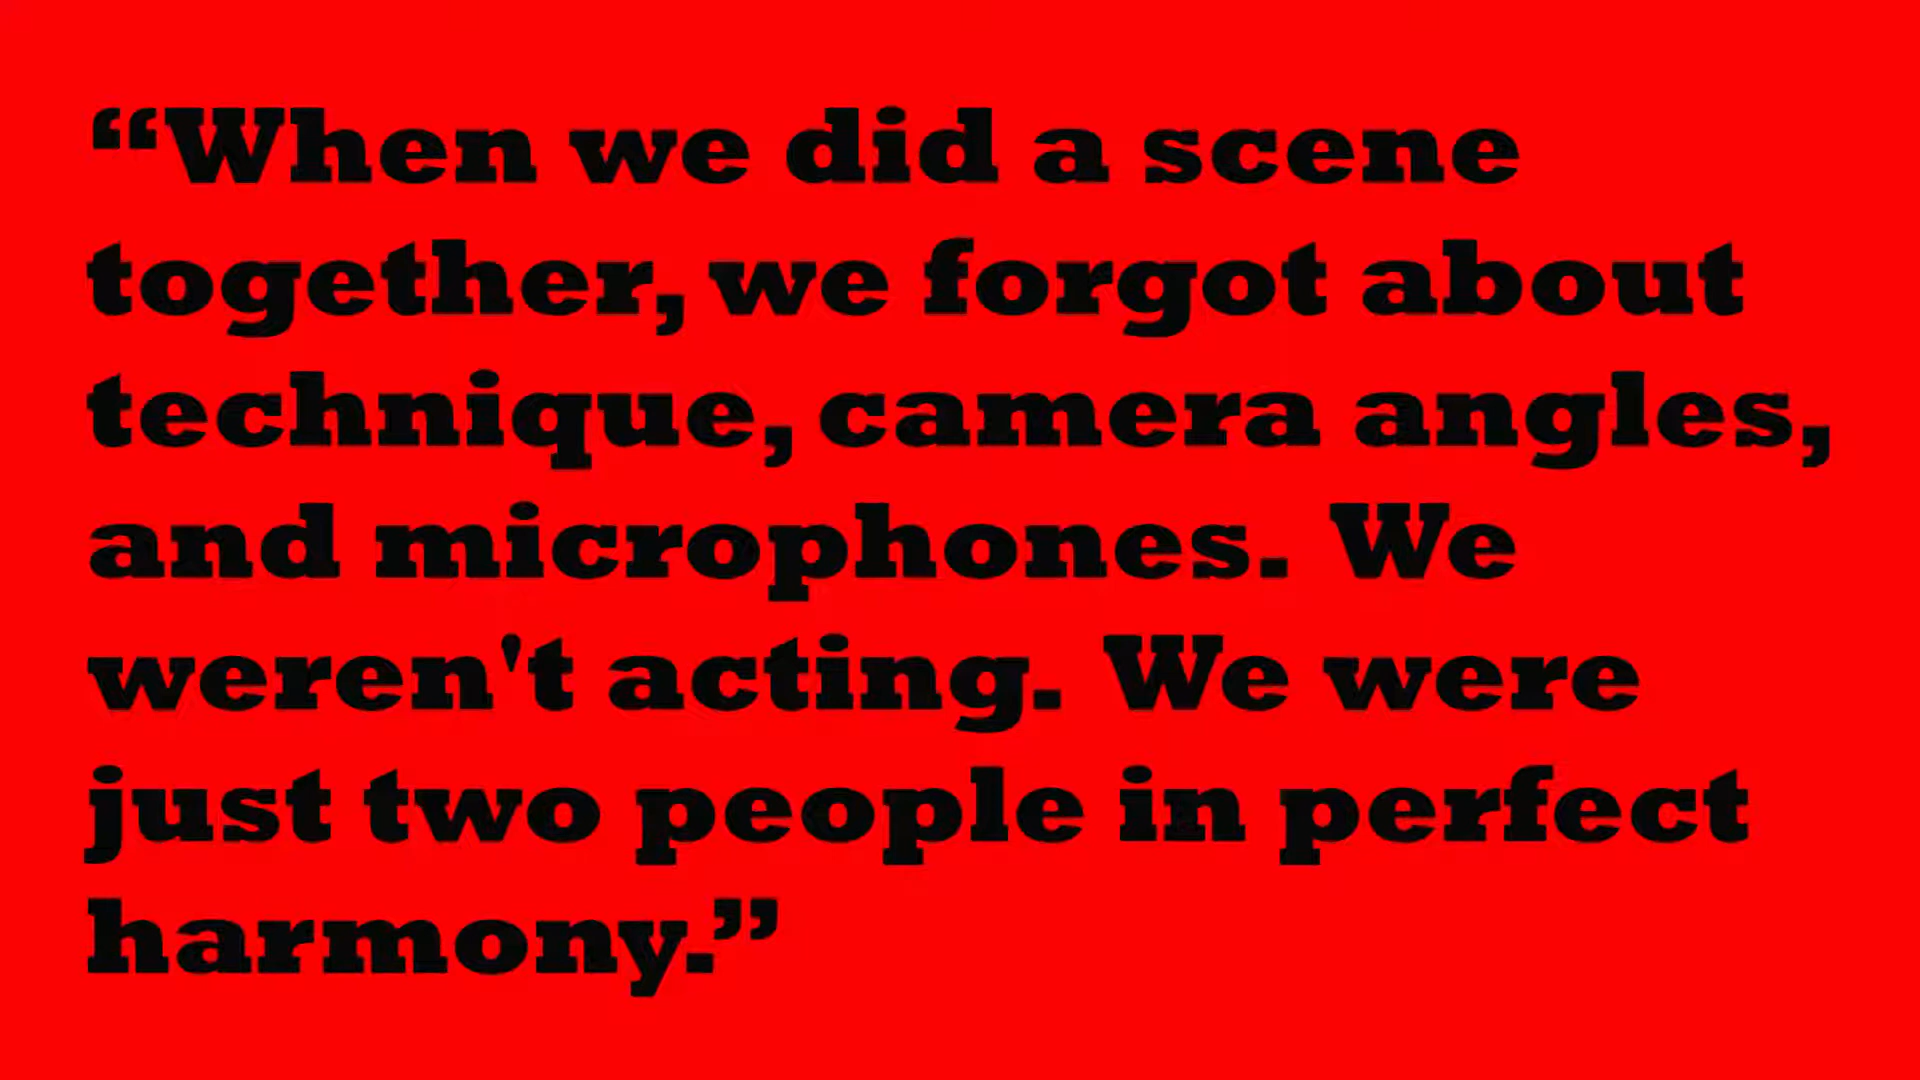 “When we did a scene
together, we forgot about
technique, camera angles,
and microphones. We
weren't acting. We were
just two people in perfect
harmony.”